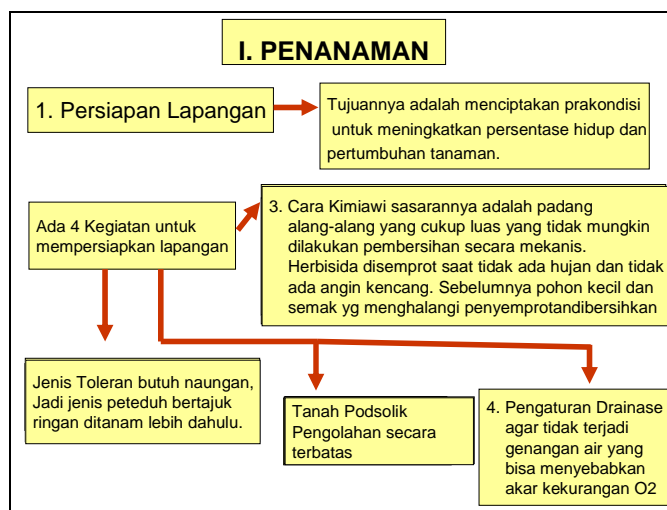 I. PENANAMAN
1. Persiapan Lapangan
Tujuannya adalah menciptakan prakondisi
untuk meningkatkan persentase hidup dan
pertumbuhan tanaman.
Ada 4 Kegiatan untuk
mempersiapkan lapangan
3. Cara Kimiawi sasarannya adalah padang
alang-alang yang cukup luas yang tidak mungkin
dilakukan pembersihan secara mekanis.
Herbisida disemprot saat tidak ada hujan dan tidak
ada angin kencang. Sebelumnya pohon kecil dan
semak yg menghalangi penyemprotandibersihkan
Jenis Toleran butuh naungan,
Jadi jenis peteduh bertajuk
ringan ditanam lebih dahulu.
Tanah Podsolik
Pengolahan secara
terbatas
4. Pengaturan Drainase
agar tidak terjadi
genangan air yang
bisa menyebabkan
akar kekurangan O2